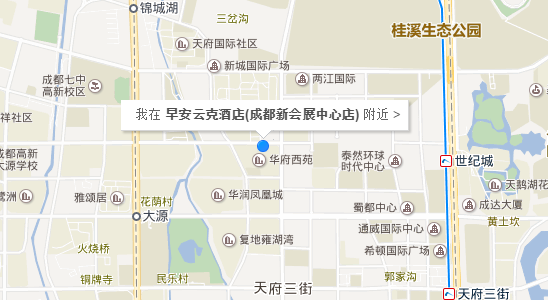 锦城湖
三岔沟
桂溪生态公园
天府国际社区
新城国际广场
两江国际
成都七中
高新校区
我在 早安云克酒店(成都新会展中心店) 附近 >
祥社区
成都高新
大源学校
华府西苑
泰然环球
时代中心
世纪城
天鹅湖花
鹭洲
雅颂居
花荫村
大源
华润凤凰城
蜀都中心
成达大厦
黄土坎
通威国际中心
复地雍湖湾
希顿国际广场
火烧桥
铜牌寺
民乐村
郭家沟
天府三街
天府三街